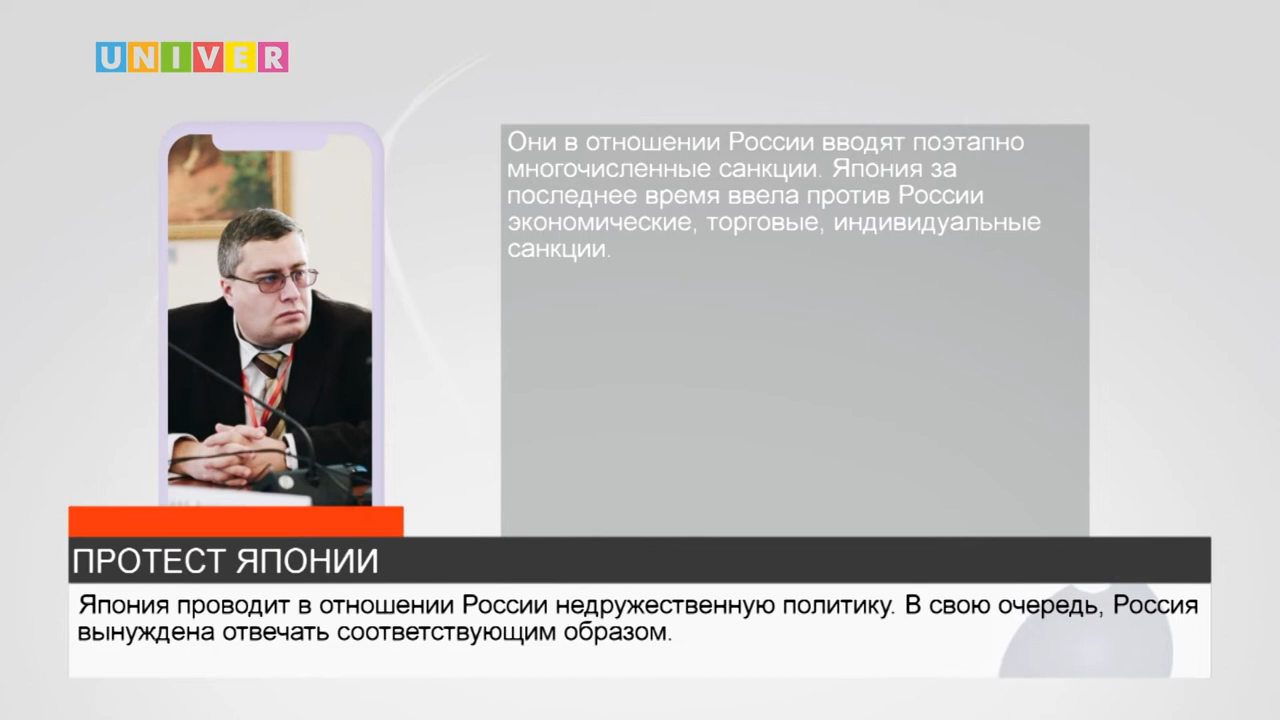 UNIVER
Они в отношении России вводят поэтапно
многочисленные санкции. Япония за
последнее время ввела против России
экономические, торговые, индивидуальные
санкции.
ПРОТЕСТ ЯПОНИИ
Япония проводит в отношении России недружественную политику. В свою очередь, Россия
вынуждена отвечать соответствующим образом.